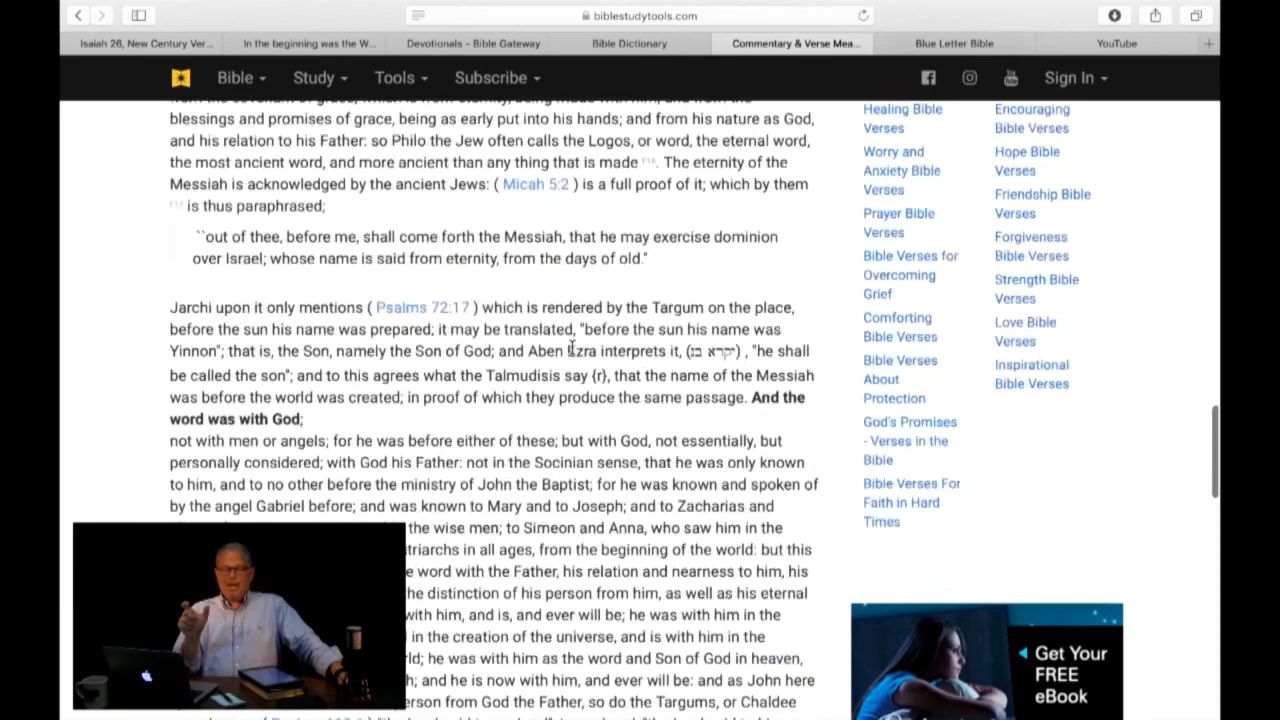 biblestudytools.com
Isaiah 26, New Century Ver...
In the beginning was the W...
Devotionals - Bible Gateway
Bible Dictionary
Commentary & Verse Mea...
Blue Letter Bible
YouTube
Bible
Study
Tools
Subscribe
Sign In
from the covenant of grace, which is from eternity, being made with him, and from the
blessings and promises of grace, being as early put into his hands; and from his nature as God,
and his relation to his Father: so Philo the Jew often calls the Logos, or word, the eternal word,
the most ancient word, and more ancient than any thing that is made . The eternity of the
Messiah is acknowledged by the ancient Jews: ( Micah 5:2 ) is a full proof of it; which by them
is thus paraphrased;
``out of thee, before me, shall come forth the Messiah, that he may exercise dominion
over Israel; whose name is said from eternity, from the days of old."
Jarchi upon it only mentions ( Psalms 72:17 ) which is rendered by the Targum on the place,
before the sun his name was prepared; it may be translated, "before the sun his name was
Yinnon"; that is, the Son, namely the Son of God; and Aben Ezra interprets it, (יקרא בנ) , "he shall
be called the son"; and to this agrees what the Talmudisis say {r}, that the name of the Messiah
was before the world was created; in proof of which they produce the same passage. And the
word was with God;
not with men or angels; for he was before either of these; but with God, not essentially, but
personally considered; with God his Father: not in the Socinian sense, that he was only known
to him, and to no other before the ministry of John the Baptist; for he was known and spoken of
by the angel Gabriel before; and was known to Mary and to Joseph; and to Zacharias and
the wise men; to Simeon and Anna, who saw him in the
triarchs in all ages, from the beginning of the world: but this
e word with the Father, his relation and nearness to him, his
he distinction of his person from him, as well as his eternal
with him, and is, and ever will be; he was with him in the
in the creation of the universe, and is with him in the
ld; he was with him as the word and Son of God in heaven,
h; and he is now with him, and ever will be: and as John here
erson from God the Father, so do the Targums, or Chaldee
Healing Bible
Verses
Worry and
Anxiety Bible
Verses
Prayer Bible
Verses
Bible Verses for
Overcoming
Grief
Comforting
Bible Verses
Bible Verses
About
Protection
God's Promises
- Verses in the
Bible
Bible Verses For
Faith in Hard
Times
Encouraging
Bible Verses
Hope Bible
Verses
Friendship Bible
Verses
Forgiveness
Bible Verses
Strength Bible
Verses
Love Bible
Verses
Inspirational
Bible Verses
Get Your
FREE
eBook